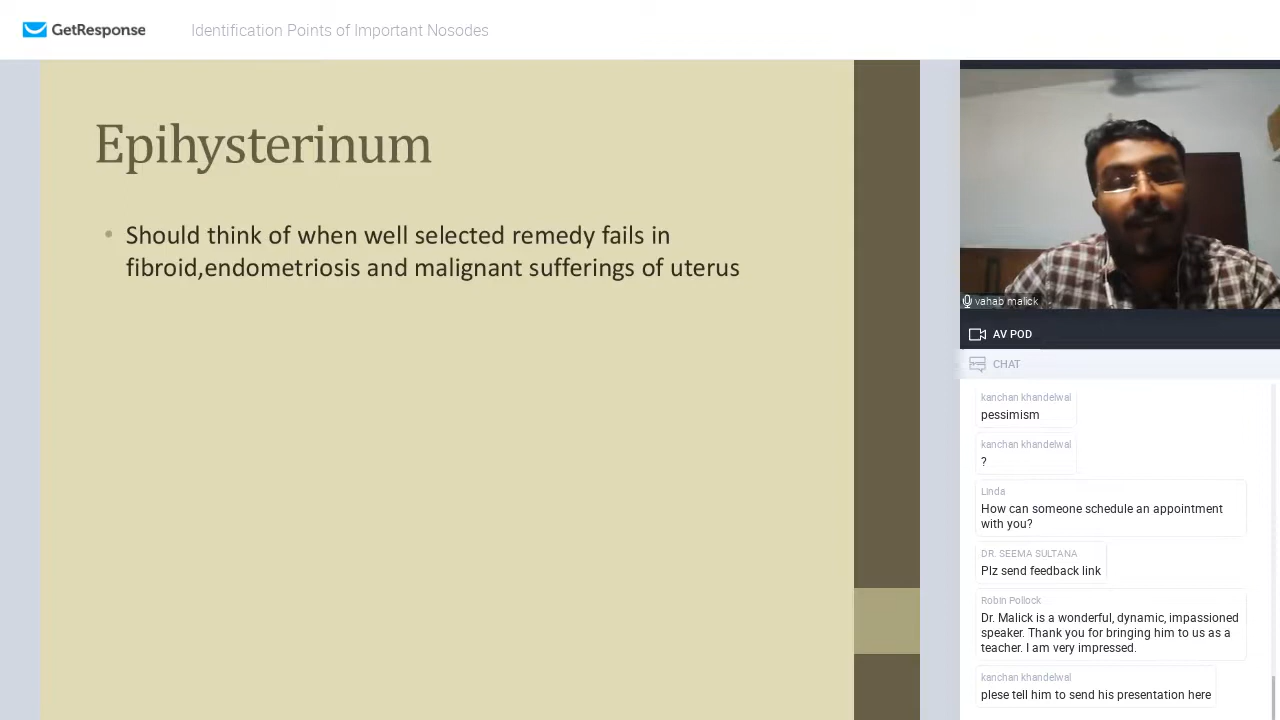 GetResponse
Identification Points of Important Nosodes
Epihysterinum
• Should think of when well selected remedy fails in
fibroid,endometriosis and malignant sufferings of uterus
vahab malick
AV POD
CHAT
kanchan khandelwal
pessimism
kanchan khandelwal
?
Linda
How can someone schedule an appointment
with you?
DR. SEEMA SULTANA
Plz send feedback link
Robin Pollock
Dr. Malick is a wonderful, dynamic, impassioned
speaker. Thank you for bringing him to us as a
teacher. I am very impressed.
kanchan khandelwal
plese tell him to send his presentation here